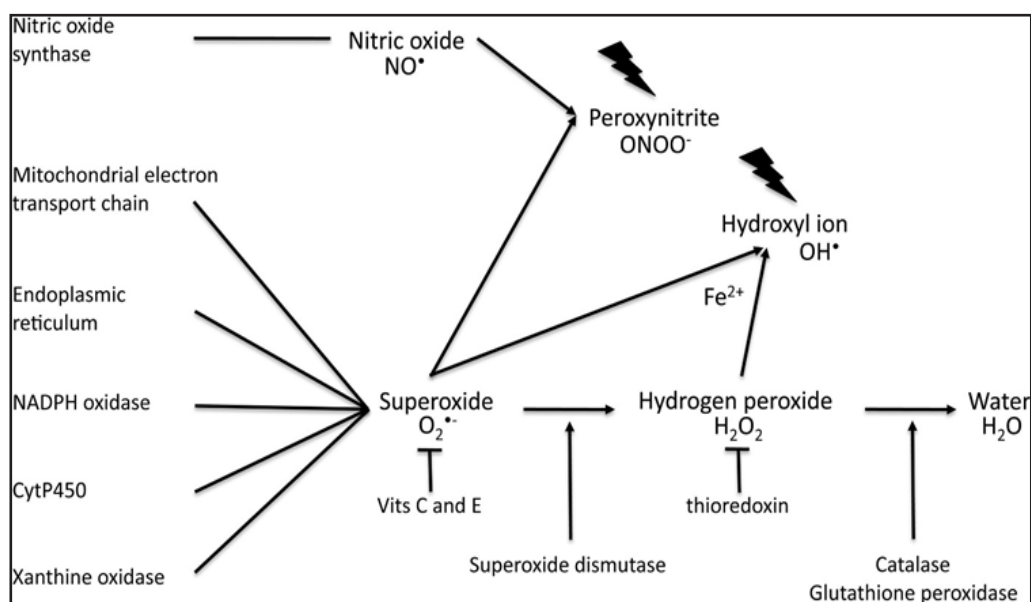 Nitric oxide
synthase
Nitric oxide
NO•
Peroxynitrite
ONOO⁻
Mitochondrial electron
transport chain
Hydroxyl ion
OH•
Endoplasmic
reticulum
Fe²⁺
NADPH oxidase
Superoxide
O₂•⁻
Hydrogen peroxide
H₂O₂
Water
H₂O
CytP450
Vits C and E
thioredoxin
Xanthine oxidase
Superoxide dismutase
Catalase
Glutathione peroxidase